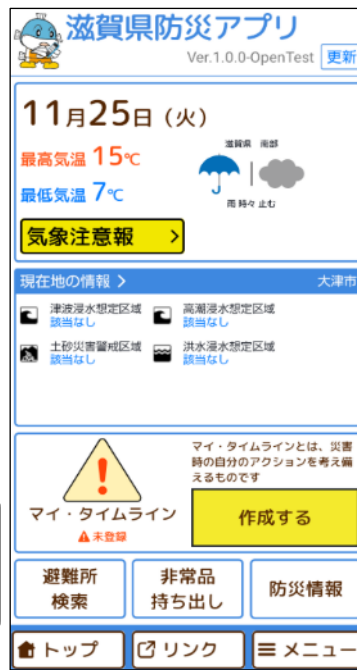 滋賀県防災アプリ
Ver.1.0.0-OpenTest 更新
11月25日（火）
最高気温 15℃
最低気温 7℃
滋賀県 南部
雨 時々 止む
気象注意報 >
現在地の情報 > 大津市
津波浸水想定区域
該当なし
高潮浸水想定区域
該当なし
土砂災害警戒区域
該当なし
洪水浸水想定区域
該当なし
マイ・タイムラインとは、災害
時の自分のアクションを考え備
えるものです
マイ・タイムライン
未登録
作成する
避難所
検索
非常品
持ち出し
防災情報
トップ
リンク
メニュー